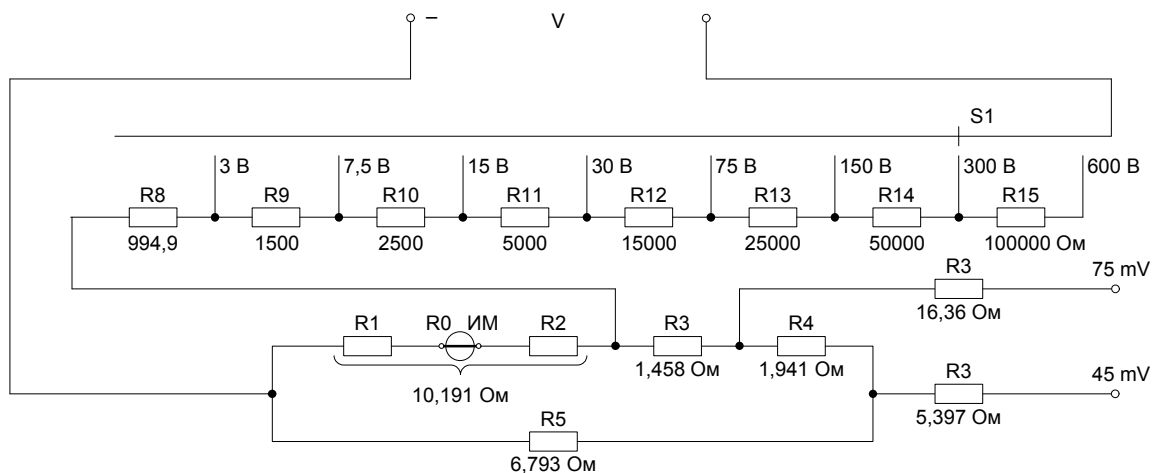 –
V
S1
3 В
7,5 В
15 В
30 В
75 В
150 В
300 В
600 В
R8
R9
R10
R11
R12
R13
R14
R15
994,9
1500
2500
5000
15000
25000
50000
100000 Ом
R3
75 mV
16,36 Ом
R1
R0
ИМ
R2
R3
R4
1,458 Ом
1,941 Ом
10,191 Ом
R3
45 mV
5,397 Ом
R5
6,793 Ом